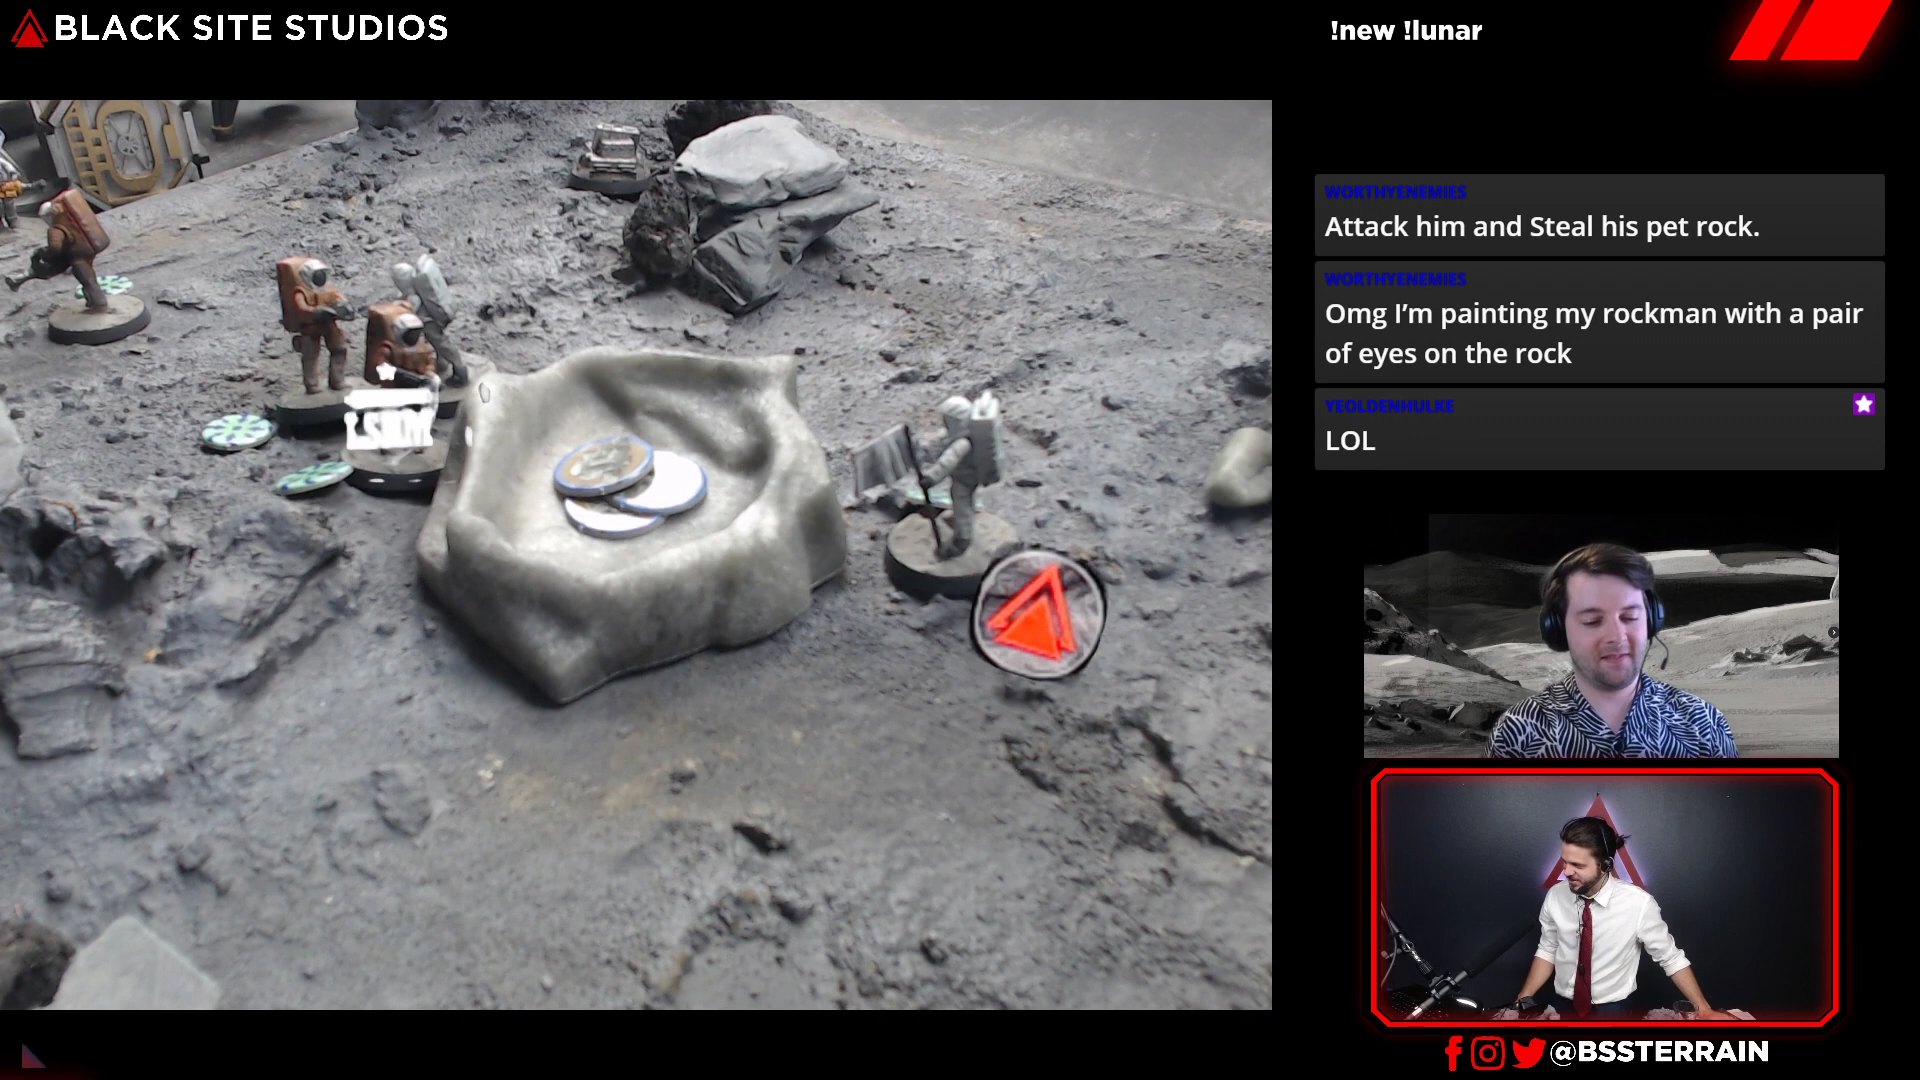 BLACK SITE STUDIOS
!new !lunar
WORTHYENEMIES
Attack him and Steal his pet rock.
WORTHYENEMIES
Omg I'm painting my rockman with a pair
of eyes on the rock
YEOLDENHULKE
LOL
@BSSTERRAIN